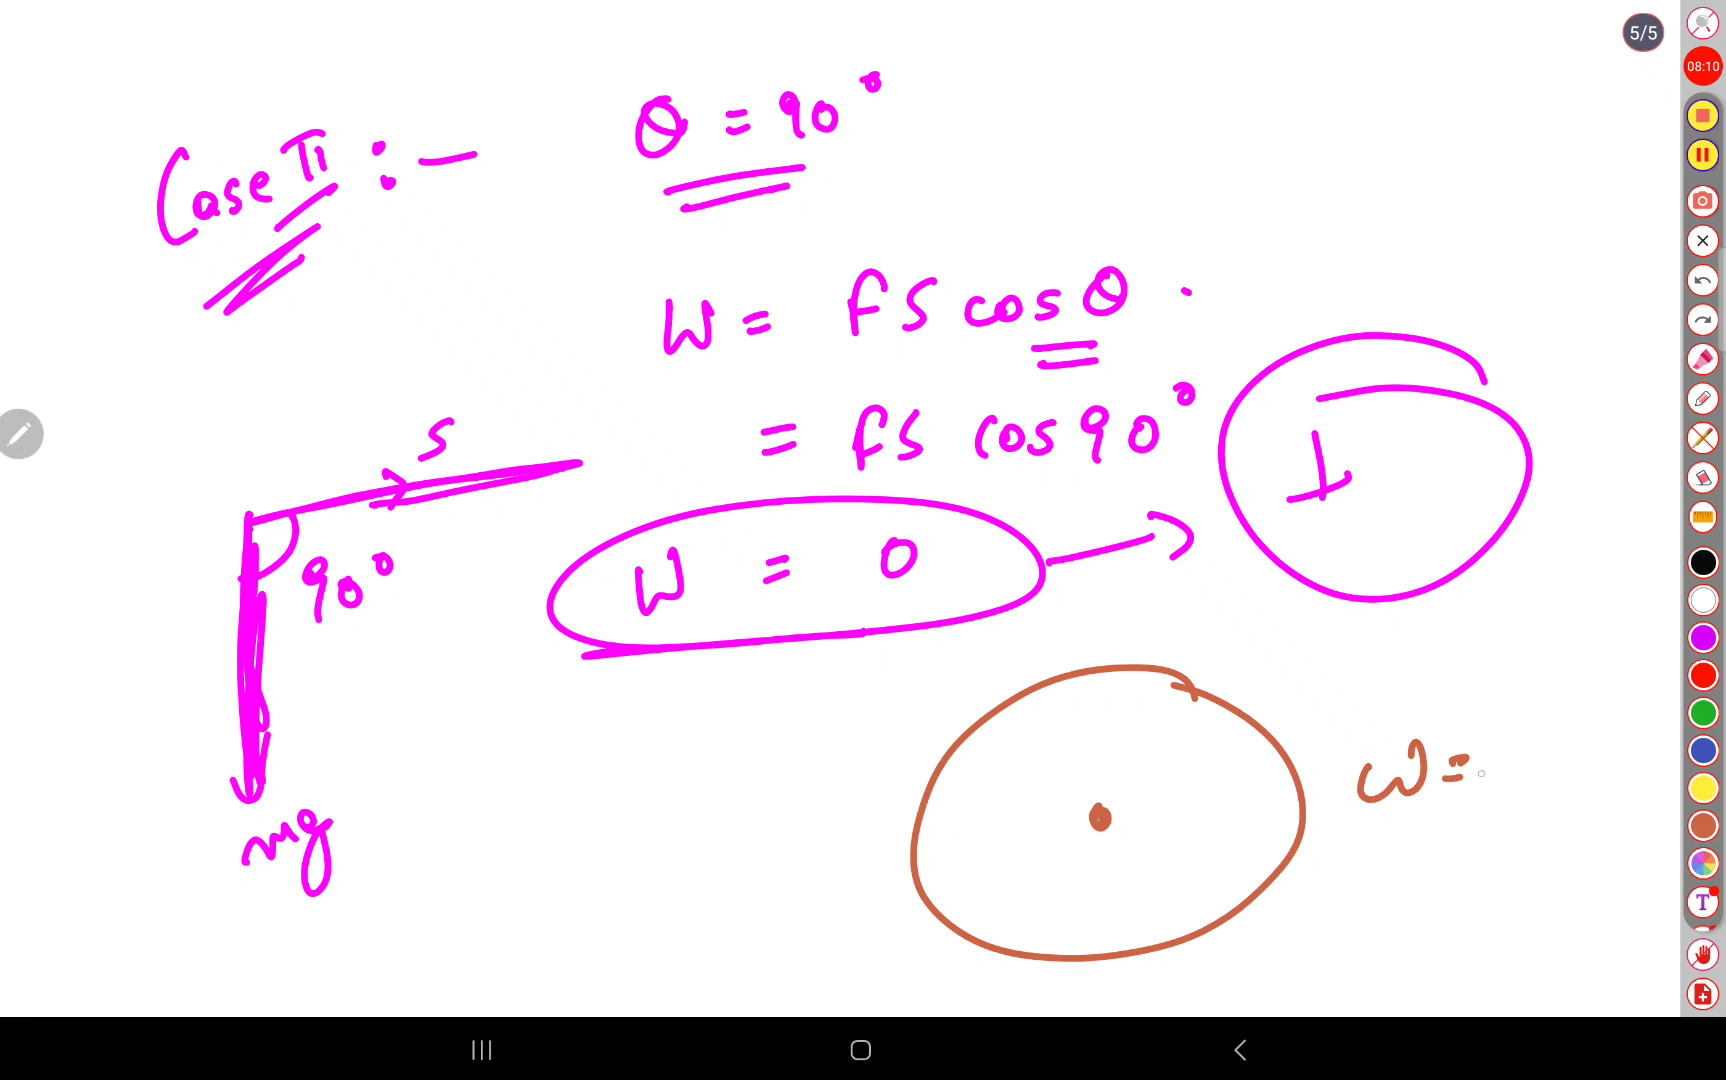 5/5
08:10
Case II :- θ = 90°
W = FS cos θ .
= FS cos 90°
S
90°
W = 0
mg
W =
T